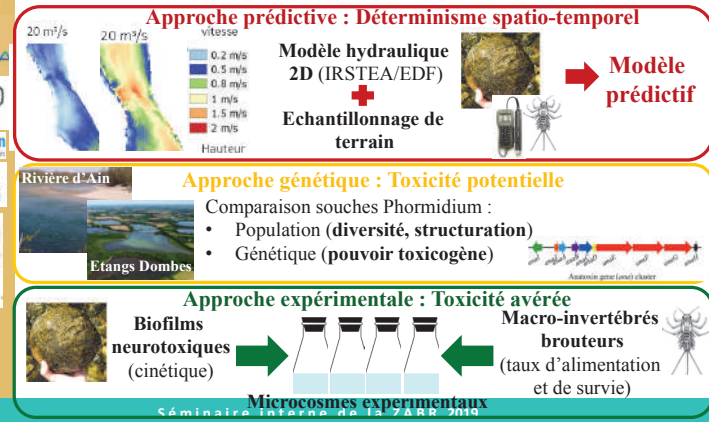 Approche prédictive : Déterminisme spatio-temporel
20 m³/s
20 m³/s
vitesse
0.2 m/s
0.5 m/s
0.8 m/s
1 m/s
1.5 m/s
2 m/s
Hauteur
Modèle hydraulique
2D (IRSTEA/EDF)
Echantillonnage de
terrain
Modèle
prédictif
Approche génétique : Toxicité potentielle
Rivière d'Ain
Etangs Dombes
Comparaison souches Phormidium :
• Population (diversité, structuration)
• Génétique (pouvoir toxicogène)
Anatoxin gene (ana) cluster
Approche expérimentale : Toxicité avérée
Biofilms
neurotoxiques
(cinétique)
Macro-invertébrés
brouteurs
(taux d'alimentation
et de survie)
Microcosmes expérimentaux
Séminaire interne de la ZABR 2019